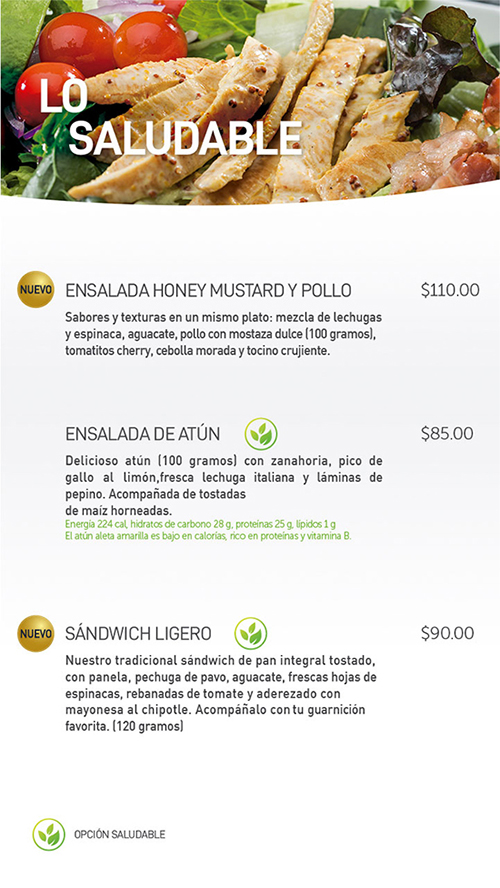 LO
SALUDABLE
NUEVO ENSALADA HONEY MUSTARD Y POLLO $110.00
Sabores y texturas en un mismo plato: mezcla de lechugas
y espinaca, aguacate, pollo con mostaza dulce (100 gramos),
tomatitos cherry, cebolla morada y tocino crujiente.
ENSALADA DE ATÚN $85.00
Delicioso atún (100 gramos) con zanahoria, pico de
gallo al limón,fresca lechuga italiana y láminas de
pepino. Acompañada de tostadas
de maíz horneadas.
Energía 224 cal, hidratos de carbono 28 g, proteínas 25 g, lípidos 1 g
El atún aleta amarilla es bajo en calorías, rico en proteínas y vitamina B.
NUEVO SÁNDWICH LIGERO $90.00
Nuestro tradicional sándwich de pan integral tostado,
con panela, pechuga de pavo, aguacate, frescas hojas de
espinacas, rebanadas de tomate y aderezado con
mayonesa al chipotle. Acompáñalo con tu guarnición
favorita. (120 gramos)
OPCIÓN SALUDABLE